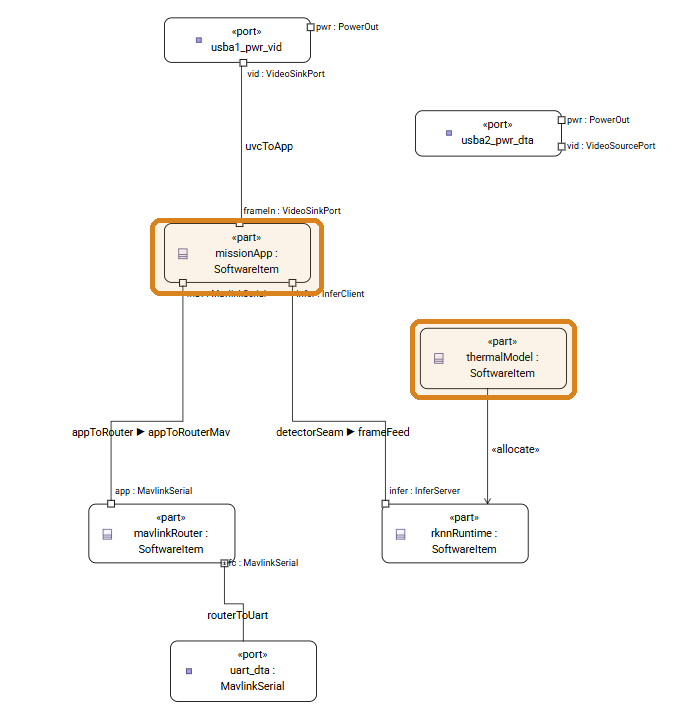 «port»
usba1_pwr_vid
pwr : PowerOut
vid : VideoSinkPort
«port»
usba2_pwr_dta
pwr : PowerOut
vid : VideoSourcePort
uvcToApp
frameIn : VideoSinkPort
«part»
missionApp :
SoftwareItem
: MavlinkSerial
infer : InferClient
«part»
thermalModel :
SoftwareItem
appToRouter ► appToRouterMav
detectorSeam ► frameFeed
«allocate»
app : MavlinkSerial
infer : InferServer
«part»
mavlinkRouter :
SoftwareItem
«part»
rknnRuntime :
SoftwareItem
fc : MavlinkSerial
routerToUart
«port»
uart_dta :
MavlinkSerial